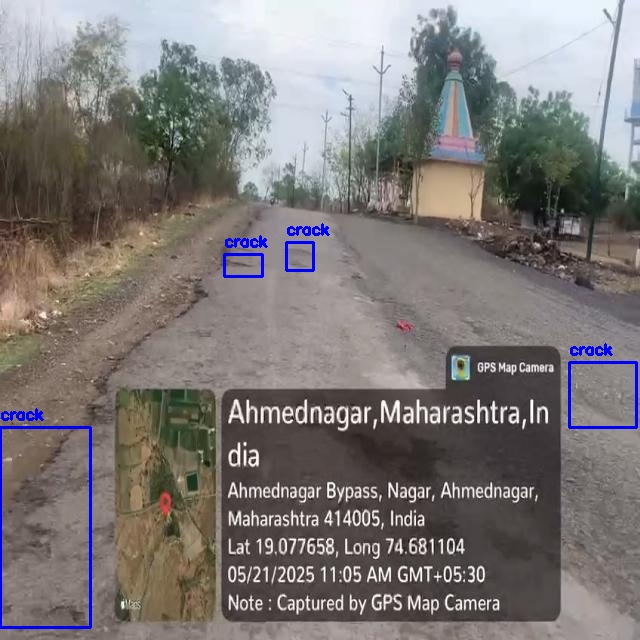 crack
crack
crack
crack
GPS Map Camera
Ahmednagar,Maharashtra,In
dia
Ahmednagar Bypass, Nagar, Ahmednagar,
Maharashtra 414005, India
Lat 19.077658, Long 74.681104
05/21/2025 11:05 AM GMT+05:30
Note : Captured by GPS Map Camera
Maps